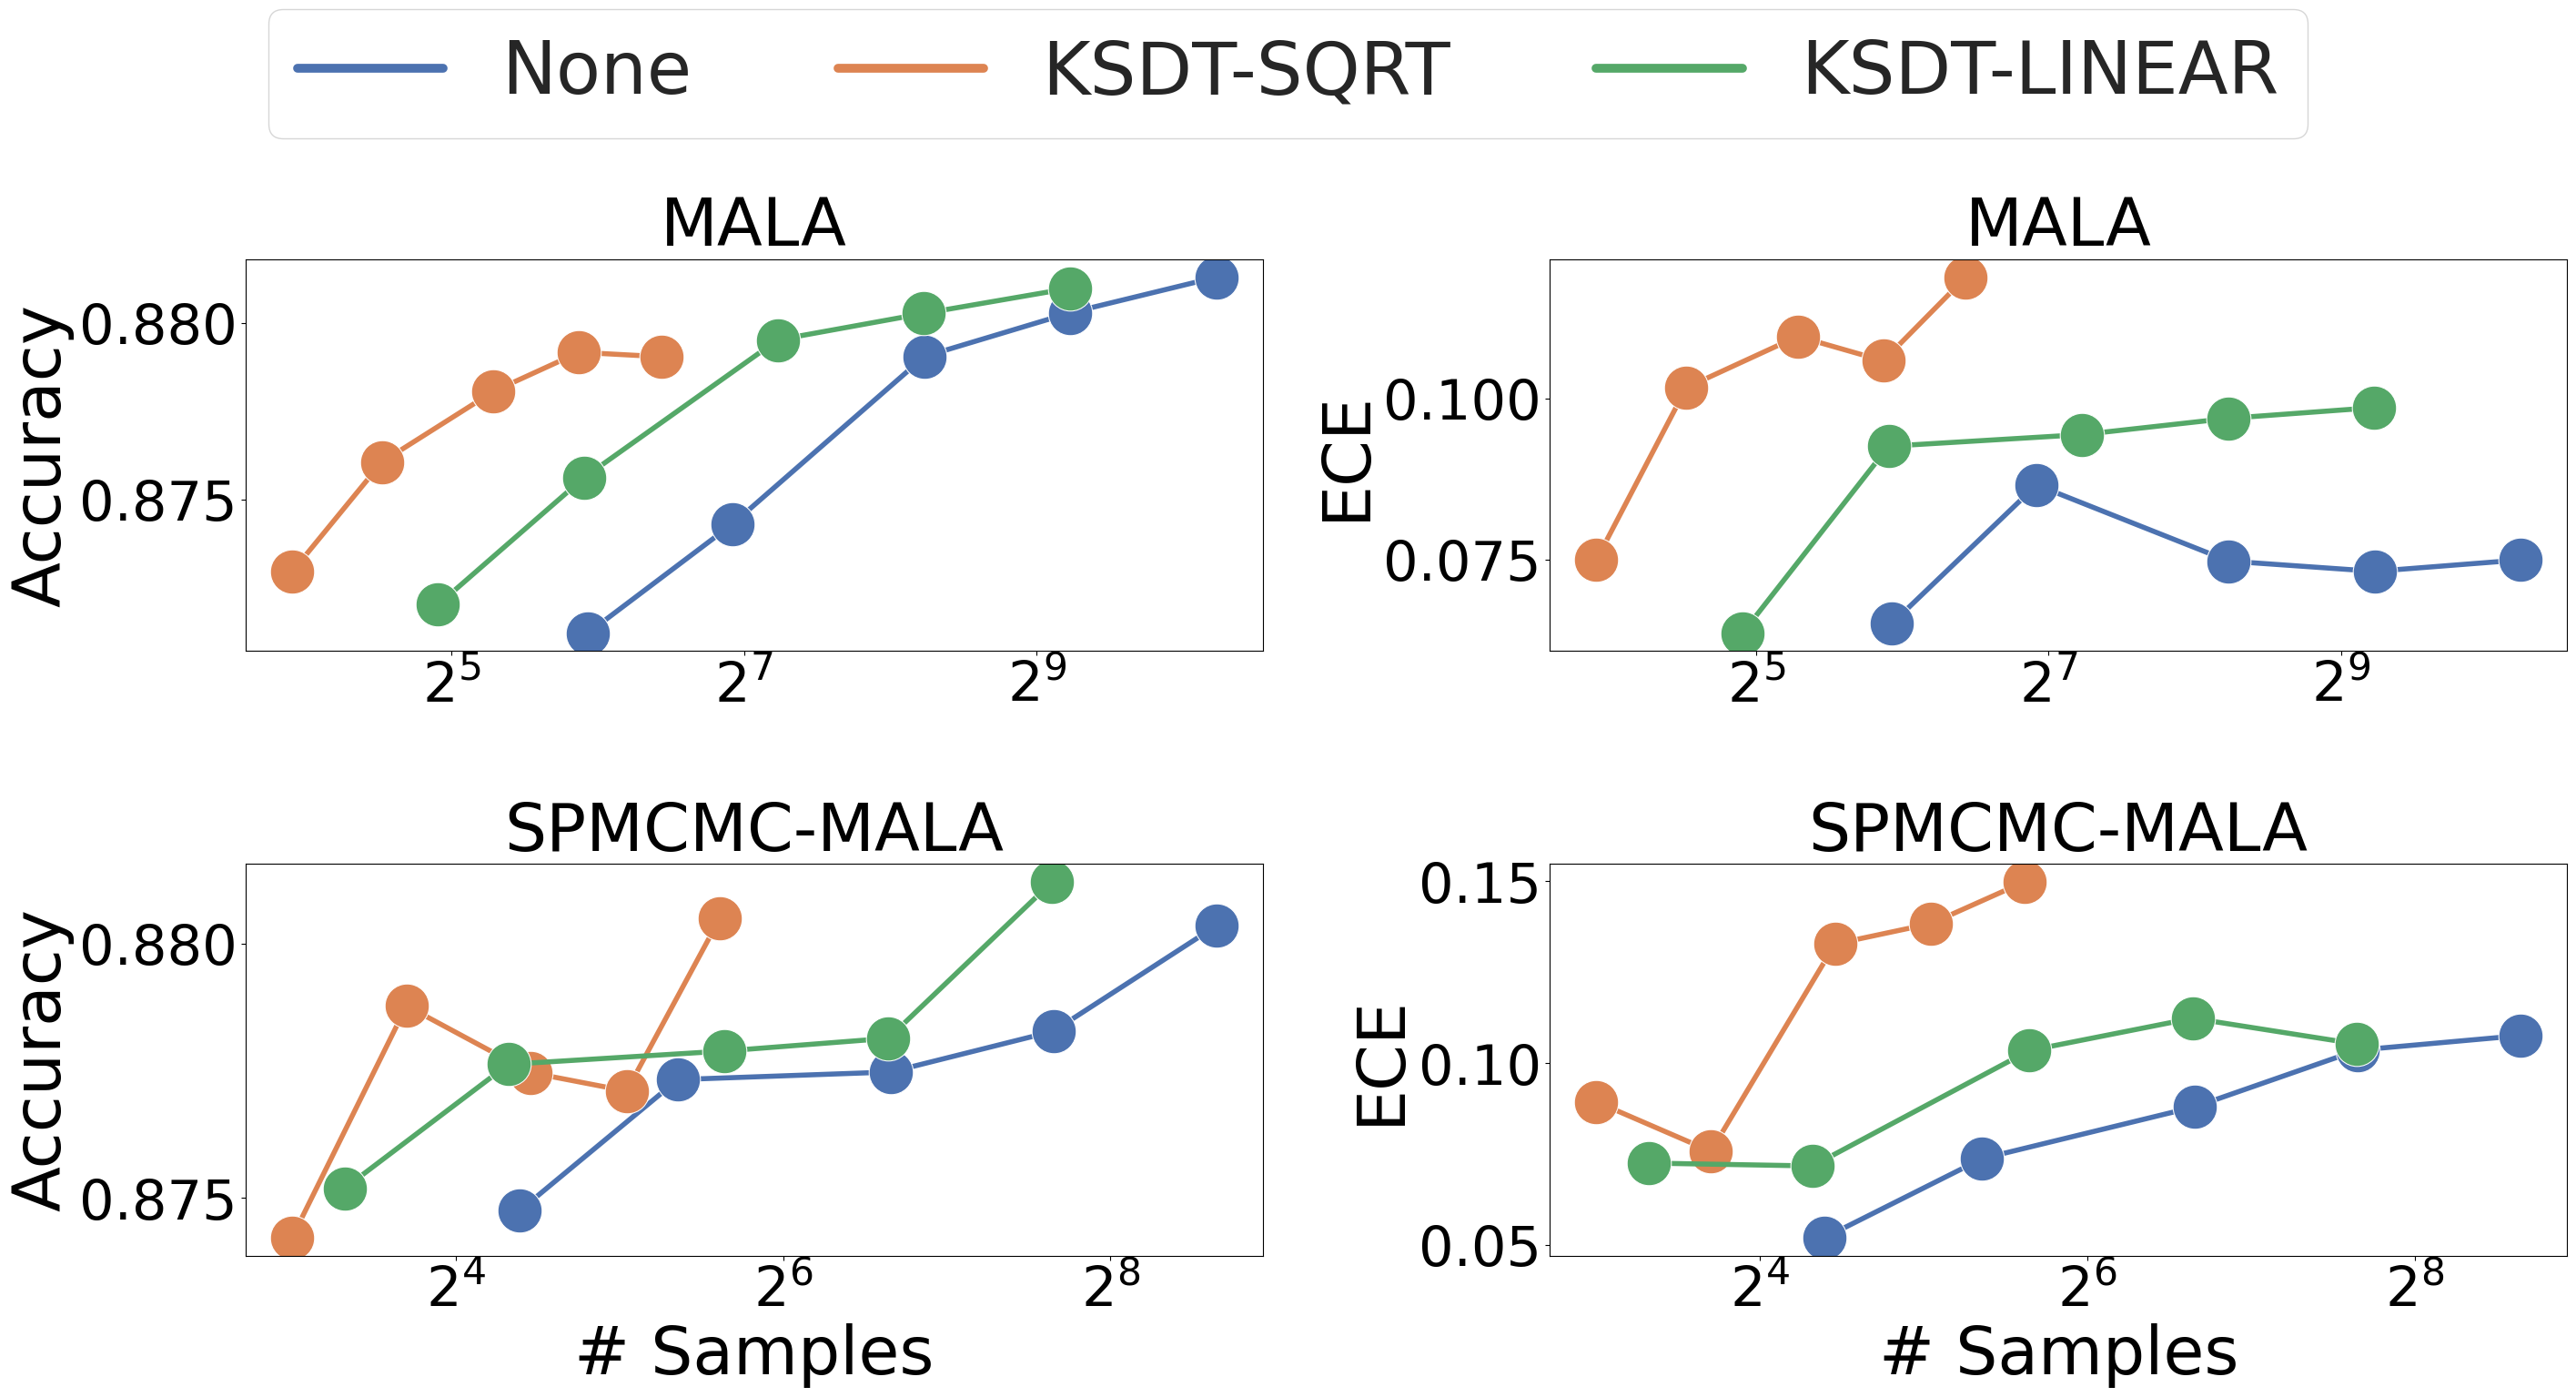 None KSDT-SQRT KSDT-LINEAR
MALA
Accuracy
0.880
0.875
2^5 2^7 2^9
MALA
ECE
0.100
0.075
2^5 2^7 2^9
SPMCMC-MALA
Accuracy
0.880
0.875
2^4 2^6 2^8
# Samples
SPMCMC-MALA
ECE
0.15
0.10
0.05
2^4 2^6 2^8
# Samples